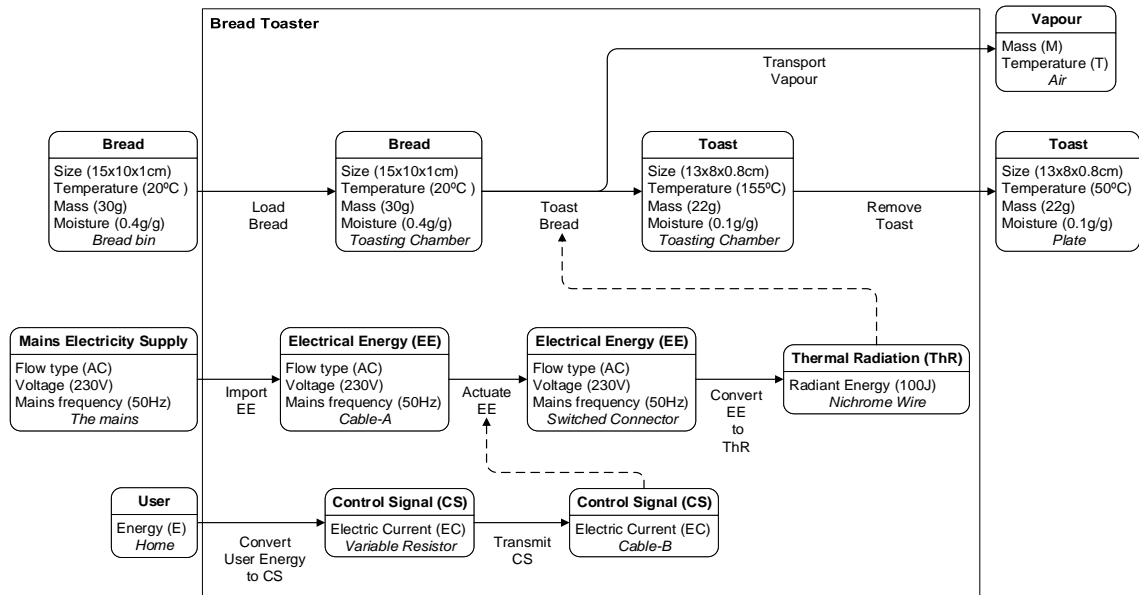 Bread Toaster
Vapour
Mass (M)
Temperature (T)
Air
Transport
Vapour
Bread
Size (15x10x1cm)
Temperature (20ºC )
Mass (30g)
Moisture (0.4g/g)
Bread bin
Load
Bread
Bread
Size (15x10x1cm)
Temperature (20ºC )
Mass (30g)
Moisture (0.4g/g)
Toasting Chamber
Toast
Bread
Toast
Size (13x8x0.8cm)
Temperature (155ºC)
Mass (22g)
Moisture (0.1g/g)
Toasting Chamber
Remove
Toast
Toast
Size (13x8x0.8cm)
Temperature (50ºC)
Mass (22g)
Moisture (0.1g/g)
Plate
Mains Electricity Supply
Flow type (AC)
Voltage (230V)
Mains frequency (50Hz)
The mains
Import
EE
Electrical Energy (EE)
Flow type (AC)
Voltage (230V)
Mains frequency (50Hz)
Cable-A
Actuate
EE
Electrical Energy (EE)
Flow type (AC)
Voltage (230V)
Mains frequency (50Hz)
Switched Connector
Convert
EE
to
ThR
Thermal Radiation (ThR)
Radiant Energy (100J)
Nichrome Wire
User
Energy (E)
Home
Convert
User Energy
to CS
Control Signal (CS)
Electric Current (EC)
Variable Resistor
Transmit
CS
Control Signal (CS)
Electric Current (EC)
Cable-B